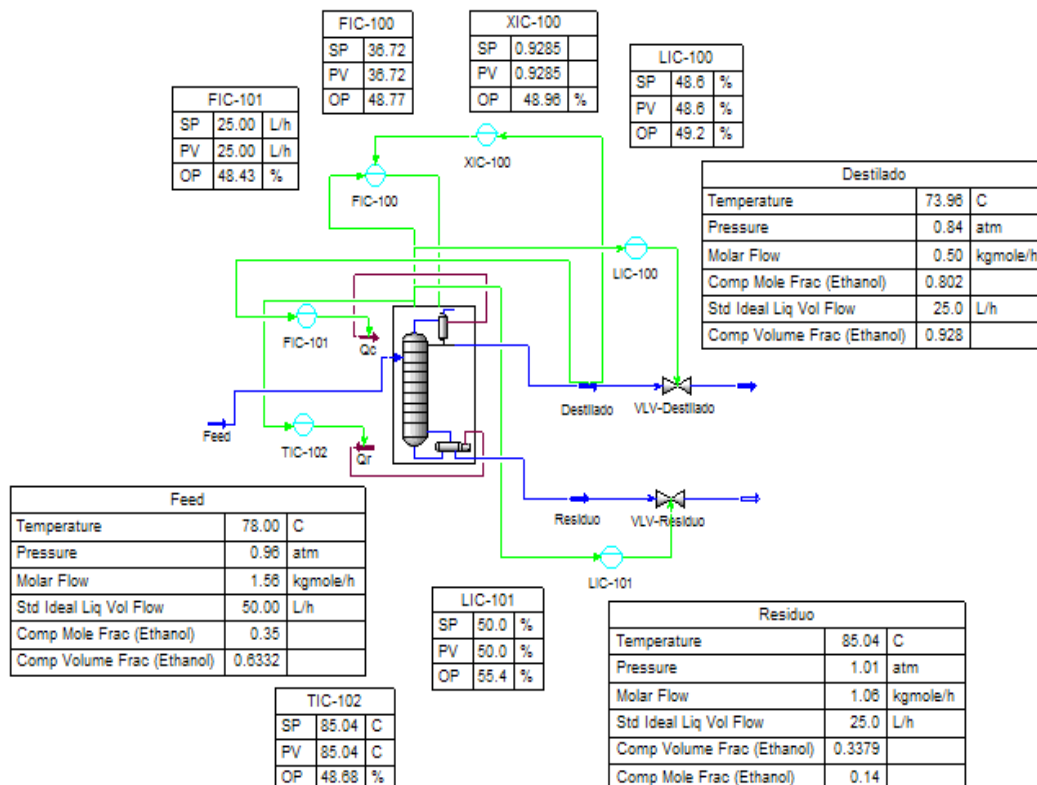 FIC-100
SP 36.72
PV 36.72
OP 48.77
XIC-100
SP 0.9285
PV 0.9285
OP 48.96 %
LIC-100
SP 48.6 %
PV 48.6 %
OP 49.2 %
FIC-101
SP 25.00 L/h
PV 25.00 L/h
OP 48.43 %
XIC-100
FIC-100
LIC-100
Destilado
Temperature 73.96 C
Pressure 0.84 atm
Molar Flow 0.50 kgmole/h
Comp Mole Frac (Ethanol) 0.802
Std Ideal Liq Vol Flow 25.0 L/h
Comp Volume Frac (Ethanol) 0.928
FIC-101
Qc
Feed
TIC-102
Qr
Destilado
VLV-Destilado
Residuo
VLV-Residuo
LIC-101
Feed
Temperature 78.00 C
Pressure 0.96 atm
Molar Flow 1.56 kgmole/h
Std Ideal Liq Vol Flow 50.00 L/h
Comp Mole Frac (Ethanol) 0.35
Comp Volume Frac (Ethanol) 0.6332
LIC-101
SP 50.0 %
PV 50.0 %
OP 55.4 %
Residuo
Temperature 85.04 C
Pressure 1.01 atm
Molar Flow 1.06 kgmole/h
Std Ideal Liq Vol Flow 25.0 L/h
Comp Volume Frac (Ethanol) 0.3379
Comp Mole Frac (Ethanol) 0.14
TIC-102
SP 85.04 C
PV 85.04 C
OP 48.68 %